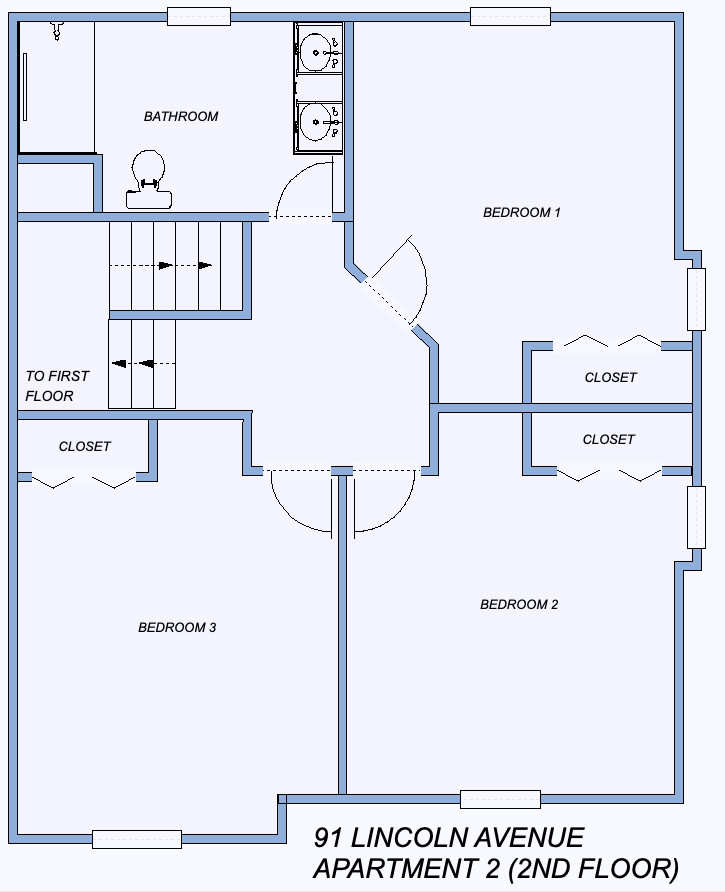 BATHROOM
BEDROOM 1
TO FIRST
FLOOR
CLOSET
CLOSET
CLOSET
BEDROOM 2
BEDROOM 3
91 LINCOLN AVENUE
APARTMENT 2 (2ND FLOOR)